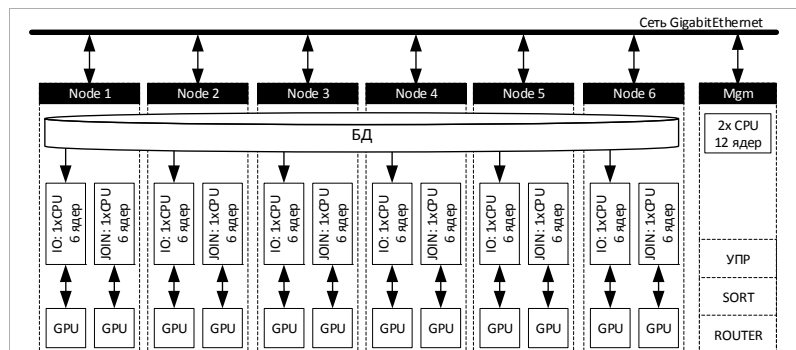 Сеть GigabitEthernet
Node 1
Node 2
Node 3
Node 4
Node 5
Node 6
Mgm
БД
2x CPU
12 ядер
IO: 1xCPU
6 ядер
JOIN: 1xCPU
6 ядер
IO: 1xCPU
6 ядер
JOIN: 1xCPU
6 ядер
IO: 1xCPU
6 ядер
JOIN: 1xCPU
6 ядер
IO: 1xCPU
6 ядер
JOIN: 1xCPU
6 ядер
IO: 1xCPU
6 ядер
JOIN: 1xCPU
6 ядер
IO: 1xCPU
6 ядер
JOIN: 1xCPU
6 ядер
УПР
SORT
ROUTER
GPU
GPU
GPU
GPU
GPU
GPU
GPU
GPU
GPU
GPU
GPU
GPU